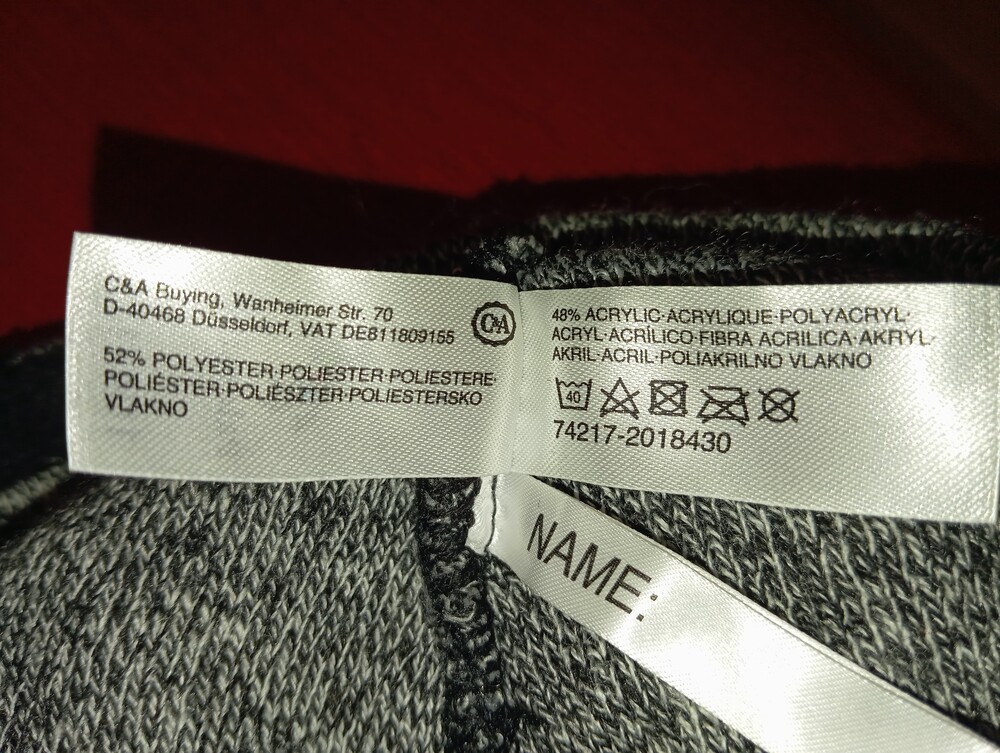 C&A Buying, Wanheimer Str. 70
D-40468 Düsseldorf, VAT DE811809155
C&A
52% POLYESTER·POLIESTER·POLIESTERE·
POLIÉSTER·POLIÉSZTER·POLIESTERSKO
VLAKNO
48% ACRYLIC·ACRYLIQUE·POLYACRYL·
ACRYL·ACRÍLICO·FIBRA ACRILICA·AKRYL·
AKRIL·ACRIL·POLIAKRILNO VLAKNO
40
74217-2018430
NAME: